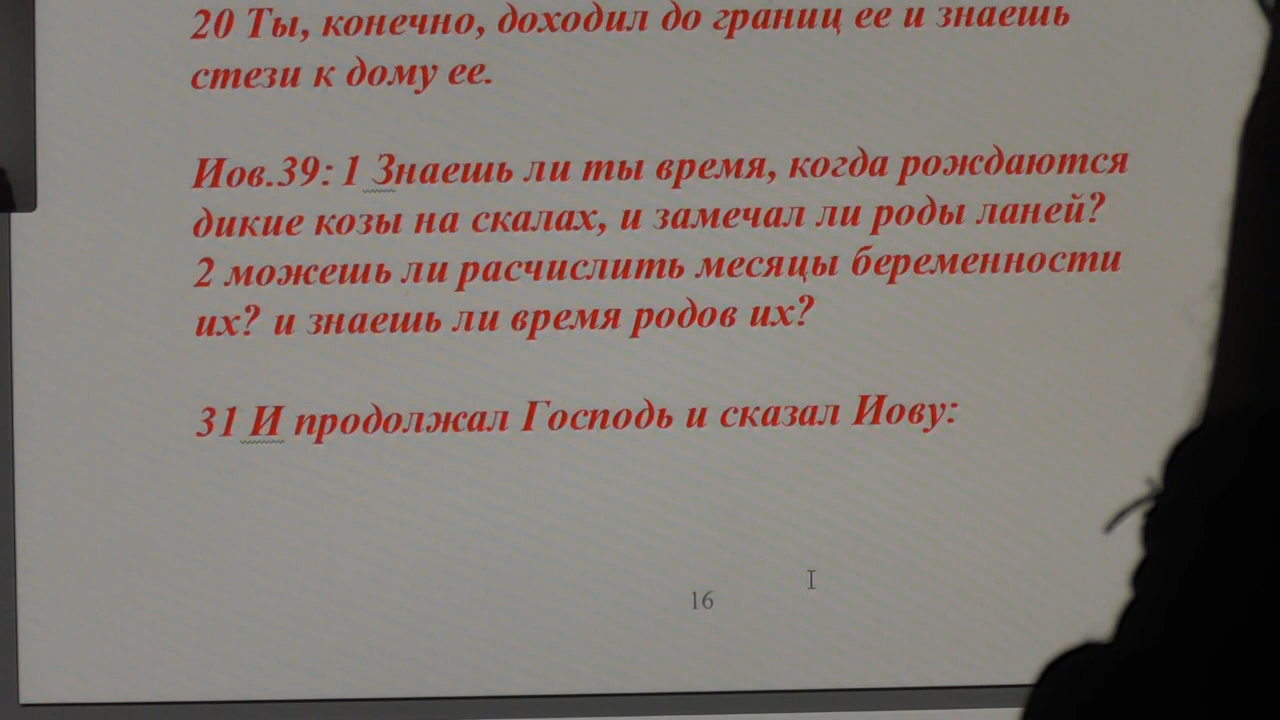 20 Ты, конечно, доходил до границ ее и знаешь
стези к дому ее.
Иов.39: 1 Знаешь ли ты время, когда рождаются
дикие козы на скалах, и замечал ли роды ланей?
2 можешь ли расчислить месяцы беременности
их? и знаешь ли время родов их?
31 И продолжал Господь и сказал Иову:
16